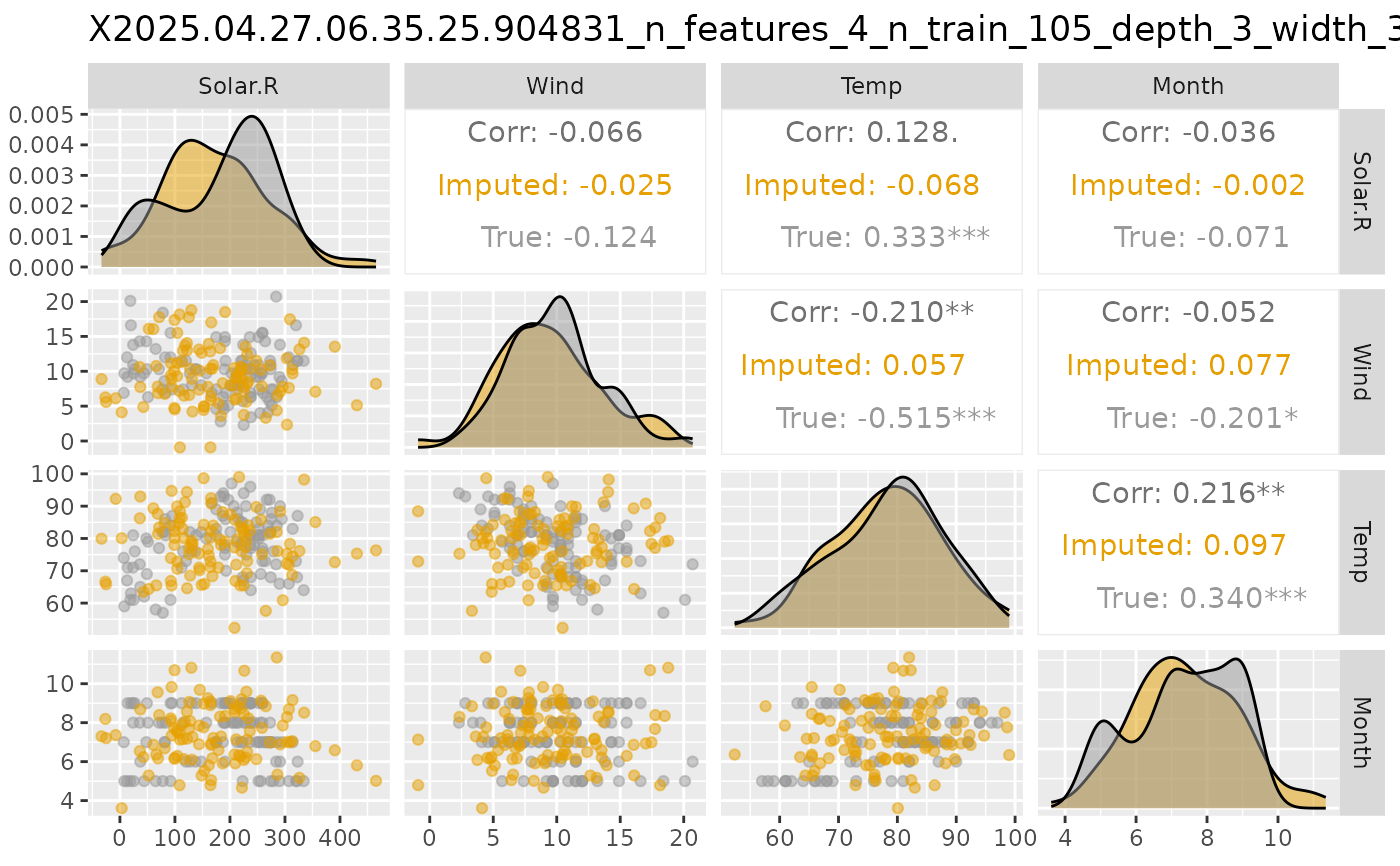 X2025.04.27.06.35.25.904831_n_features_4_n_train_105_depth_3_width_3
Solar.R Wind Temp Month
0.005
0.004
0.003
0.002
0.001
0.000
Corr: -0.066
Imputed: -0.025
True: -0.124
Corr: 0.128.
Imputed: -0.068
True: 0.333***
Corr: -0.036
Imputed: -0.002
True: -0.071
Solar.R
20
15
10
5
0
Corr: -0.210**
Imputed: 0.057
True: -0.515***
Corr: -0.052
Imputed: 0.077
True: -0.201*
Wind
100
90
80
70
60
Corr: 0.216**
Imputed: 0.097
True: 0.340***
Temp
10
8
6
4
Month
0 100 200 300 400
0 5 10 15 20
60 70 80 90 100
4 6 8 10